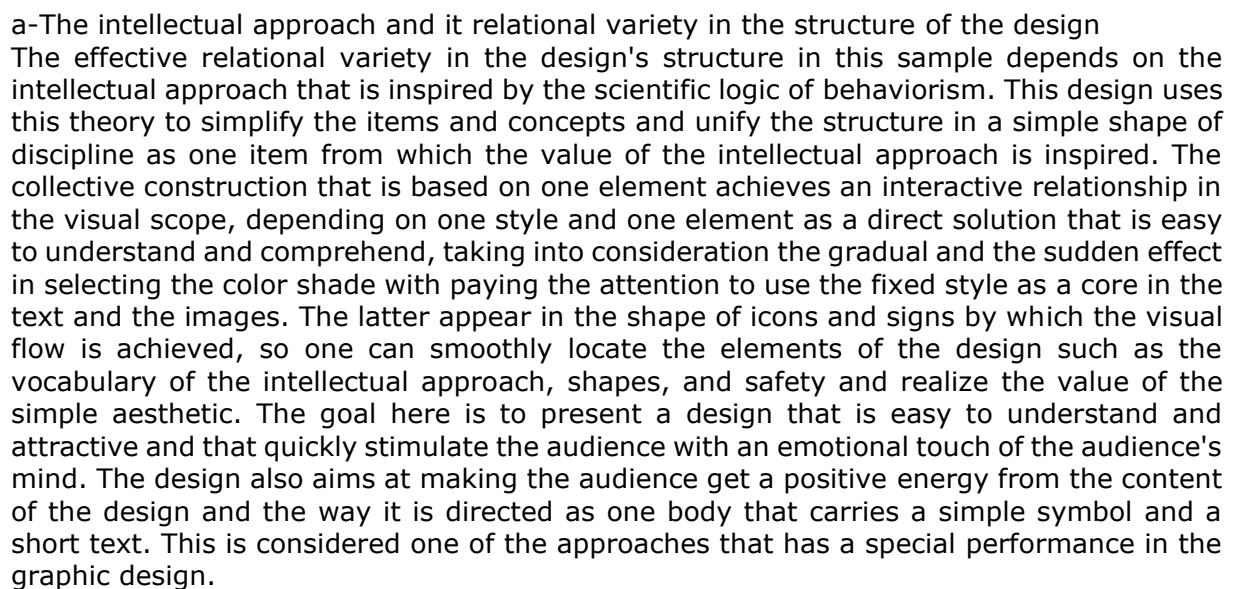 a-The intellectual approach and it relational variety in the structure of the design
The effective relational variety in the design's structure in this sample depends on the
intellectual approach that is inspired by the scientific logic of behaviorism. This design uses
this theory to simplify the items and concepts and unify the structure in a simple shape of
discipline as one item from which the value of the intellectual approach is inspired. The
collective construction that is based on one element achieves an interactive relationship in
the visual scope, depending on one style and one element as a direct solution that is easy
to understand and comprehend, taking into consideration the gradual and the sudden effect
in selecting the color shade with paying the attention to use the fixed style as a core in the
text and the images. The latter appear in the shape of icons and signs by which the visual
flow is achieved, so one can smoothly locate the elements of the design such as the
vocabulary of the intellectual approach, shapes, and safety and realize the value of the
simple aesthetic. The goal here is to present a design that is easy to understand and
attractive and that quickly stimulate the audience with an emotional touch of the audience's
mind. The design also aims at making the audience get a positive energy from the content
of the design and the way it is directed as one body that carries a simple symbol and a
short text. This is considered one of the approaches that has a special performance in the
graphic design.